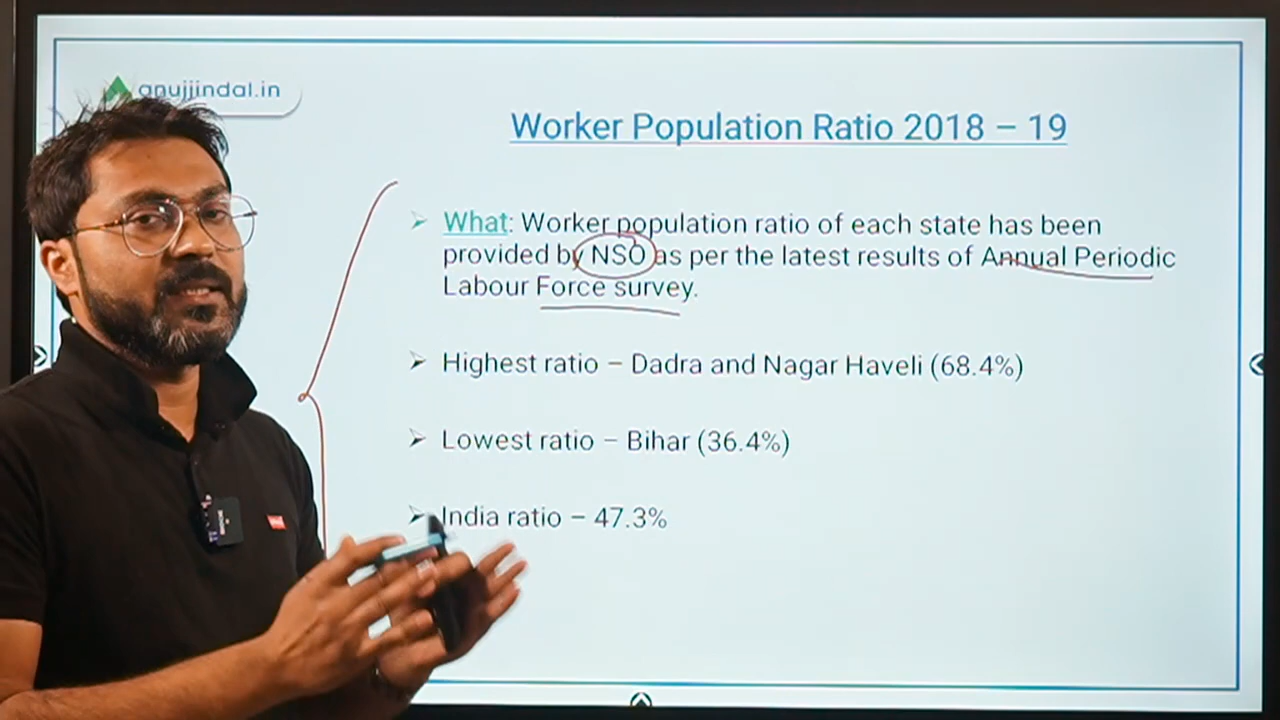 anujjindal.in
Worker Population Ratio 2018 – 19
What: Worker population ratio of each state has been
provided by NSO as per the latest results of Annual Periodic
Labour Force survey.
Highest ratio – Dadra and Nagar Haveli (68.4%)
Lowest ratio – Bihar (36.4%)
India ratio – 47.3%